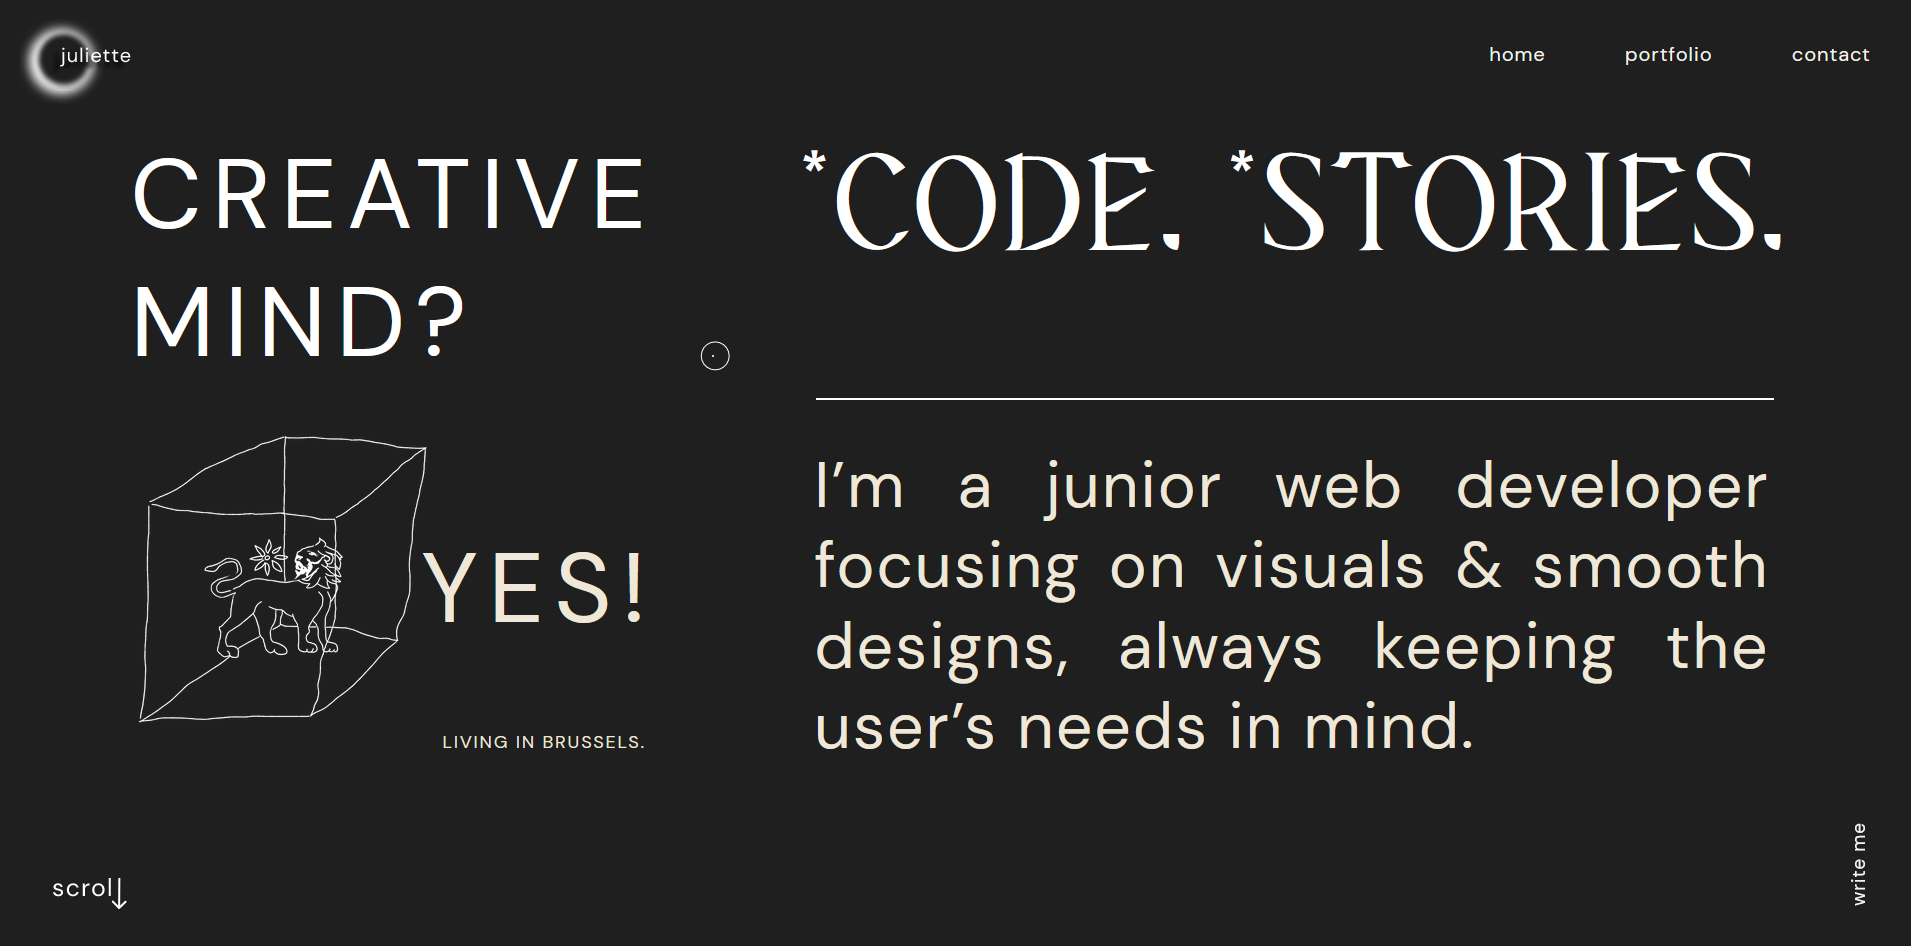 juliette
home
portfolio
contact
CREATIVE
MIND?
YES!
LIVING IN BRUSSELS.
*CODE. *STORIES.
I’m a junior web developer
focusing on visuals & smooth
designs, always keeping the
user’s needs in mind.
scroll
write me